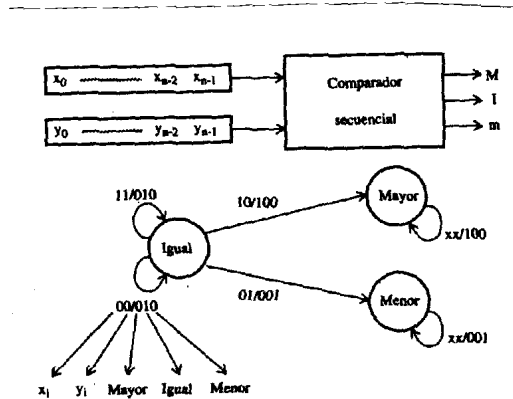 x0 xn-2 xn-1
y0 yn-2 yn-1
Comparador
secuencial
M
I
m
11/010
10/100
Mayor
Igual
xx/100
01/001
Menor
00/010
xx/001
xi yi Mayor Igual Menor